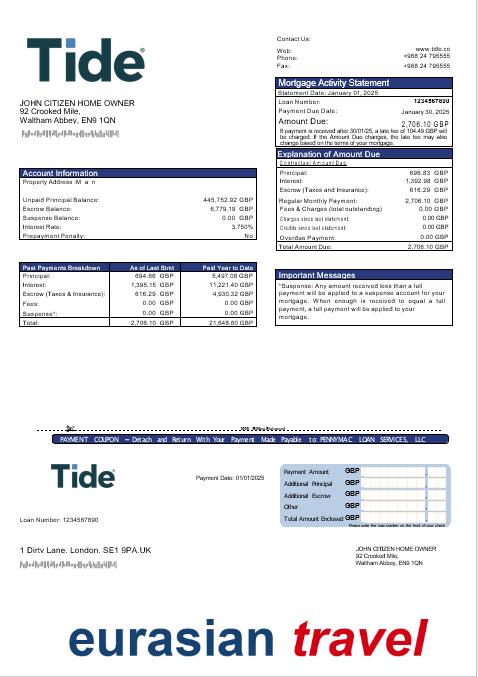 Tide
Contact Us:
Web: www.tide.co
Phone: +968 24 795555
Fax: +968 24 795555
Mortgage Activity Statement
Statement Date: January 01, 2025
Loan Number: 1234567890
Payment Due Date: January 30, 2025
Amount Due: 2,706.10 GBP
If payment is received after 30/01/25, a late fee of 104.49 GBP will
be charged. If the Amount Due changes, the late fee may also
change based on the terms of your mortgage.
JOHN CITIZEN HOME OWNER
92 Crooked Mile,
Waltham Abbey, EN9 1QN
Explanation of Amount Due
Contractual Amount Due
Principal: 696.83 GBP
Interest: 1,392.98 GBP
Escrow (Taxes and Insurance): 616.29 GBP
Regular Monthly Payment: 2,706.10 GBP
Fees & Charges (total outstanding) 0.00 GBP
Charges since last statement: 0.00 GBP
Credits since last statement: 0.00 GBP
Overdue Payment: 0.00 GBP
Total Amount Due: 2,706.10 GBP
Account Information
Property Address :M a n
Unpaid Principal Balance: 445,752.92 GBP
Escrow Balance: 6,779.19 GBP
Suspense Balance: 0.00 GBP
Interest Rate: 3.750%
Prepayment Penalty: No
Past Payments Breakdown As of Last Stmt Paid Year to Date
Principal: 694.66 GBP 5,497.08 GBP
Interest: 1,395.15 GBP 11,221.40 GBP
Escrow (Taxes & Insurance): 616.29 GBP 4,930.32 GBP
Fees: 0.00 GBP 0.00 GBP
Suspense*: 0.00 GBP 0.00 GBP
Total: 2,706.10 GBP 21,648.80 GBP
Important Messages
*Suspense: Any amount received less than a full
payment will be applied to a suspense account for your
mortgage. When enough is received to equal a full
payment, a full payment will be applied to your
mortgage.
PAYMENT COUPON – Detach and Return With Your Payment Made Payable to: PENNYMAC LOAN SERVICES, LLC
Tide
Payment Date: 01/01/2025
Payment Amount GBP
Additional Principal GBP
Additional Escrow GBP
Other GBP
Total Amount Enclosed GBP
Please write the loan number on the front of your check
Loan Number: 1234567890
1 Dirty Lane, London, SE1 9PA,UK
JOHN CITIZEN HOME OWNER
92 Crooked Mile,
Waltham Abbey, EN9 1QN
eurasian travel